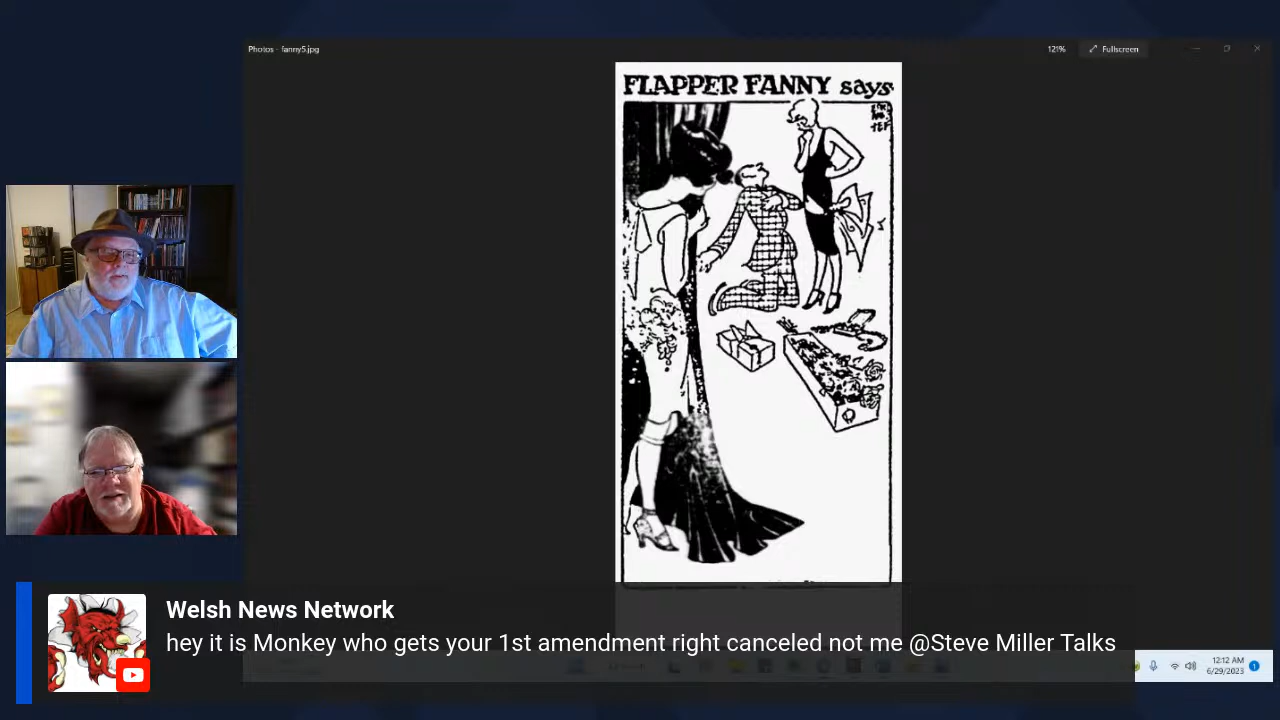 Photos - fanny5.jpg
121%
Fullscreen
FLAPPER FANNY says
Welsh News Network
hey it is Monkey who gets your 1st amendment right canceled not me @Steve Miller Talks
12:12 AM
6/29/2023
1